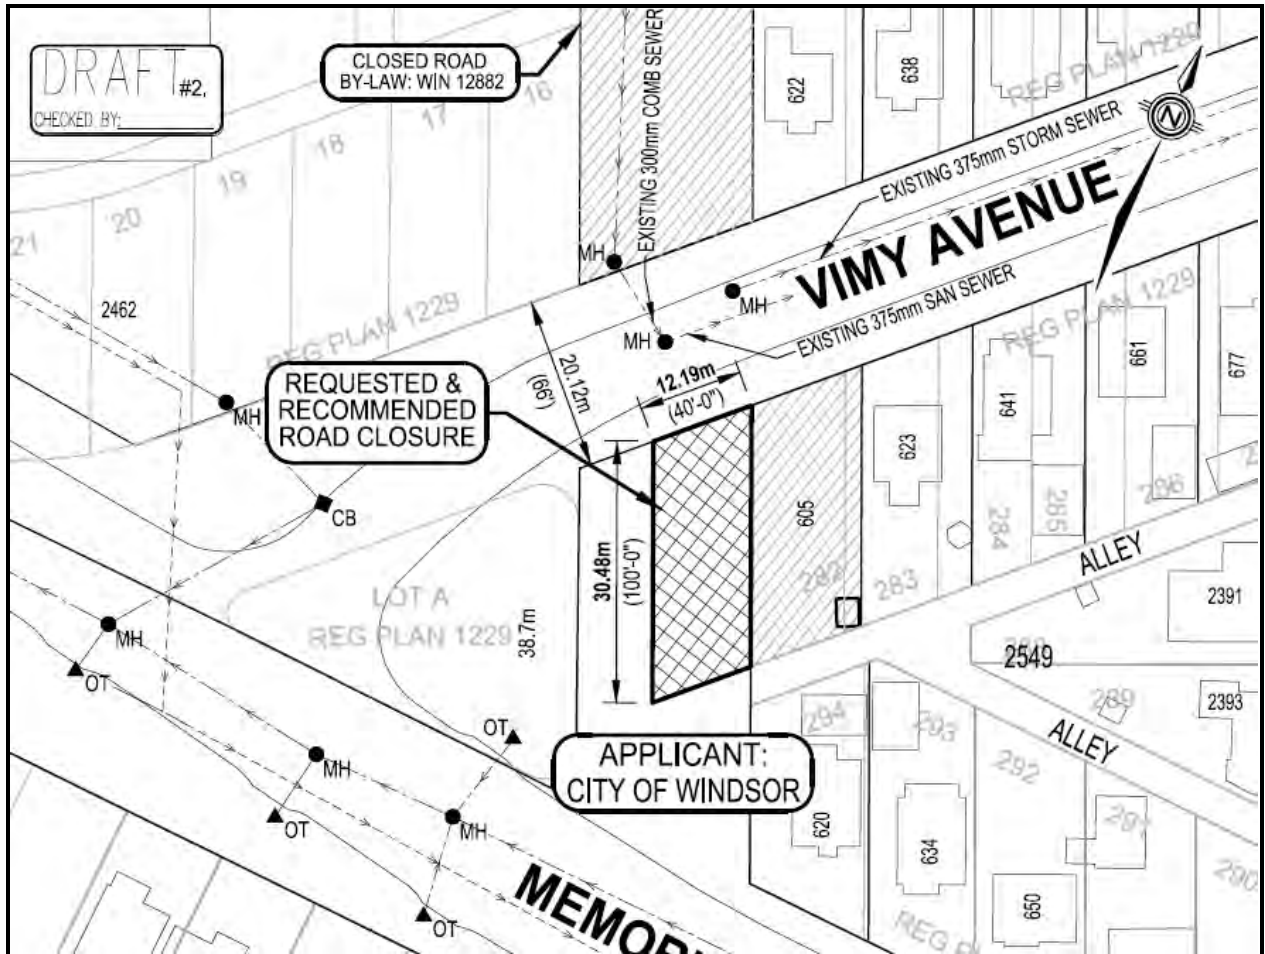 DRAFT #2.
CHECKED BY:
CLOSED ROAD
BY-LAW: WIN 12882
16
17
18
19
20
21
2462
REG PLAN 1229
EXISTING 300mm COMB SEWER
622
638
REG PLAN 1229
N
EXISTING 375mm STORM SEWER
VIMY AVENUE
EXISTING 375mm SAN SEWER
MH
MH
MH
MH
REG PLAN 1229
20.12m
(66')
12.19m
(40'-0")
REQUESTED &
RECOMMENDED
ROAD CLOSURE
CB
30.48m
(100'-0")
605
623
641
661
677
282
283
284
285
286
ALLEY
2391
2549
2393
289
ALLEY
LOT A
REG PLAN 1229
38.7m
MH
OT
MH
OT
OT
MH
OT
APPLICANT:
CITY OF WINDSOR
294
293
292
291
290
620
634
650
REG P
MEMOR